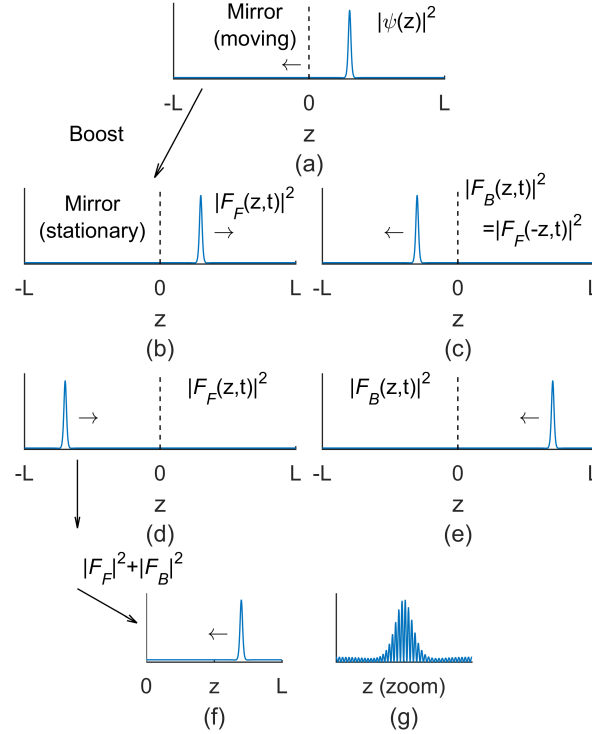 Mirror
(moving)
←
|ψ(z)|²
-L 0 L
z
(a)
Boost
Mirror
(stationary)
|F_F(z,t)|²
→
-L 0 L
z
(b)
|F_B(z,t)|²
=|F_F(-z,t)|²
←
-L 0 L
z
(c)
|F_F(z,t)|²
→
-L 0 L
z
(d)
|F_B(z,t)|²
←
-L 0 L
z
(e)
|F_F|²+|F_B|²
←
0 z L
(f)
z (zoom)
(g)